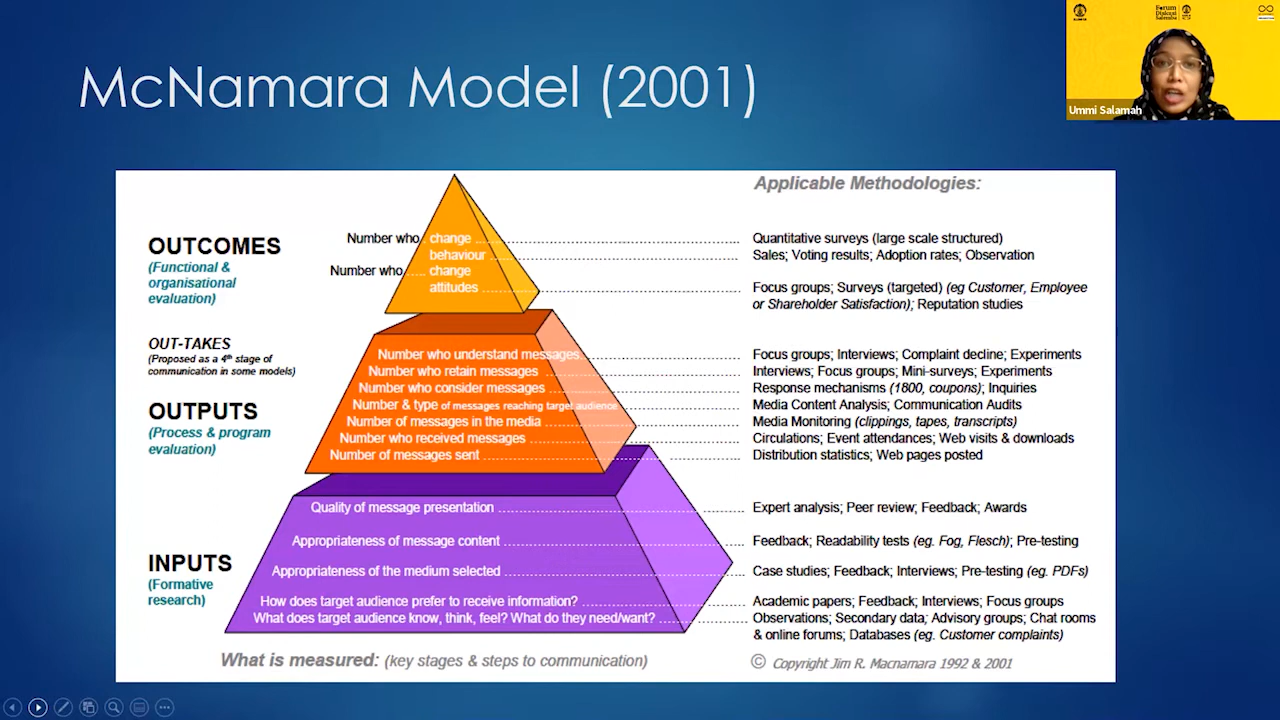 McNamara Model (2001)
Forum
Diskusi
Salemba
Ummi Salamah
Applicable Methodologies:
OUTCOMES
(Functional &
organisational
evaluation)
Number who change
behaviour
Number who change
attitudes
Quantitative surveys (large scale structured)
Sales; Voting results; Adoption rates; Observation
Focus groups; Surveys (targeted) (eg Customer, Employee
or Shareholder Satisfaction); Reputation studies
OUT-TAKES
(Proposed as a 4th stage of
communication in some models)
OUTPUTS
(Process & program
evaluation)
Number who understand messages Focus groups; Interviews; Complaint decline; Experiments
Number who retain messages Interviews; Focus groups; Mini-surveys; Experiments
Number who consider messages Response mechanisms (1800, coupons); Inquiries
Number & type of messages reaching target audience Media Content Analysis; Communication Audits
Number of messages in the media Media Monitoring (clippings, tapes, transcripts)
Number who received messages Circulations; Event attendances; Web visits & downloads
Number of messages sent Distribution statistics; Web pages posted
INPUTS
(Formative
research)
Quality of message presentation Expert analysis; Peer review; Feedback; Awards
Appropriateness of message content Feedback; Readability tests (eg. Fog, Flesch); Pre-testing
Appropriateness of the medium selected Case studies; Feedback; Interviews; Pre-testing (eg. PDFs)
How does target audience prefer to receive information? Academic papers; Feedback; Interviews; Focus groups
What does target audience know, think, feel? What do they need/want? Observations; Secondary data; Advisory groups; Chat rooms
& online forums; Databases (eg. Customer complaints)
What is measured: (key stages & steps to communication)
© Copyright Jim R. Macnamara 1992 & 2001